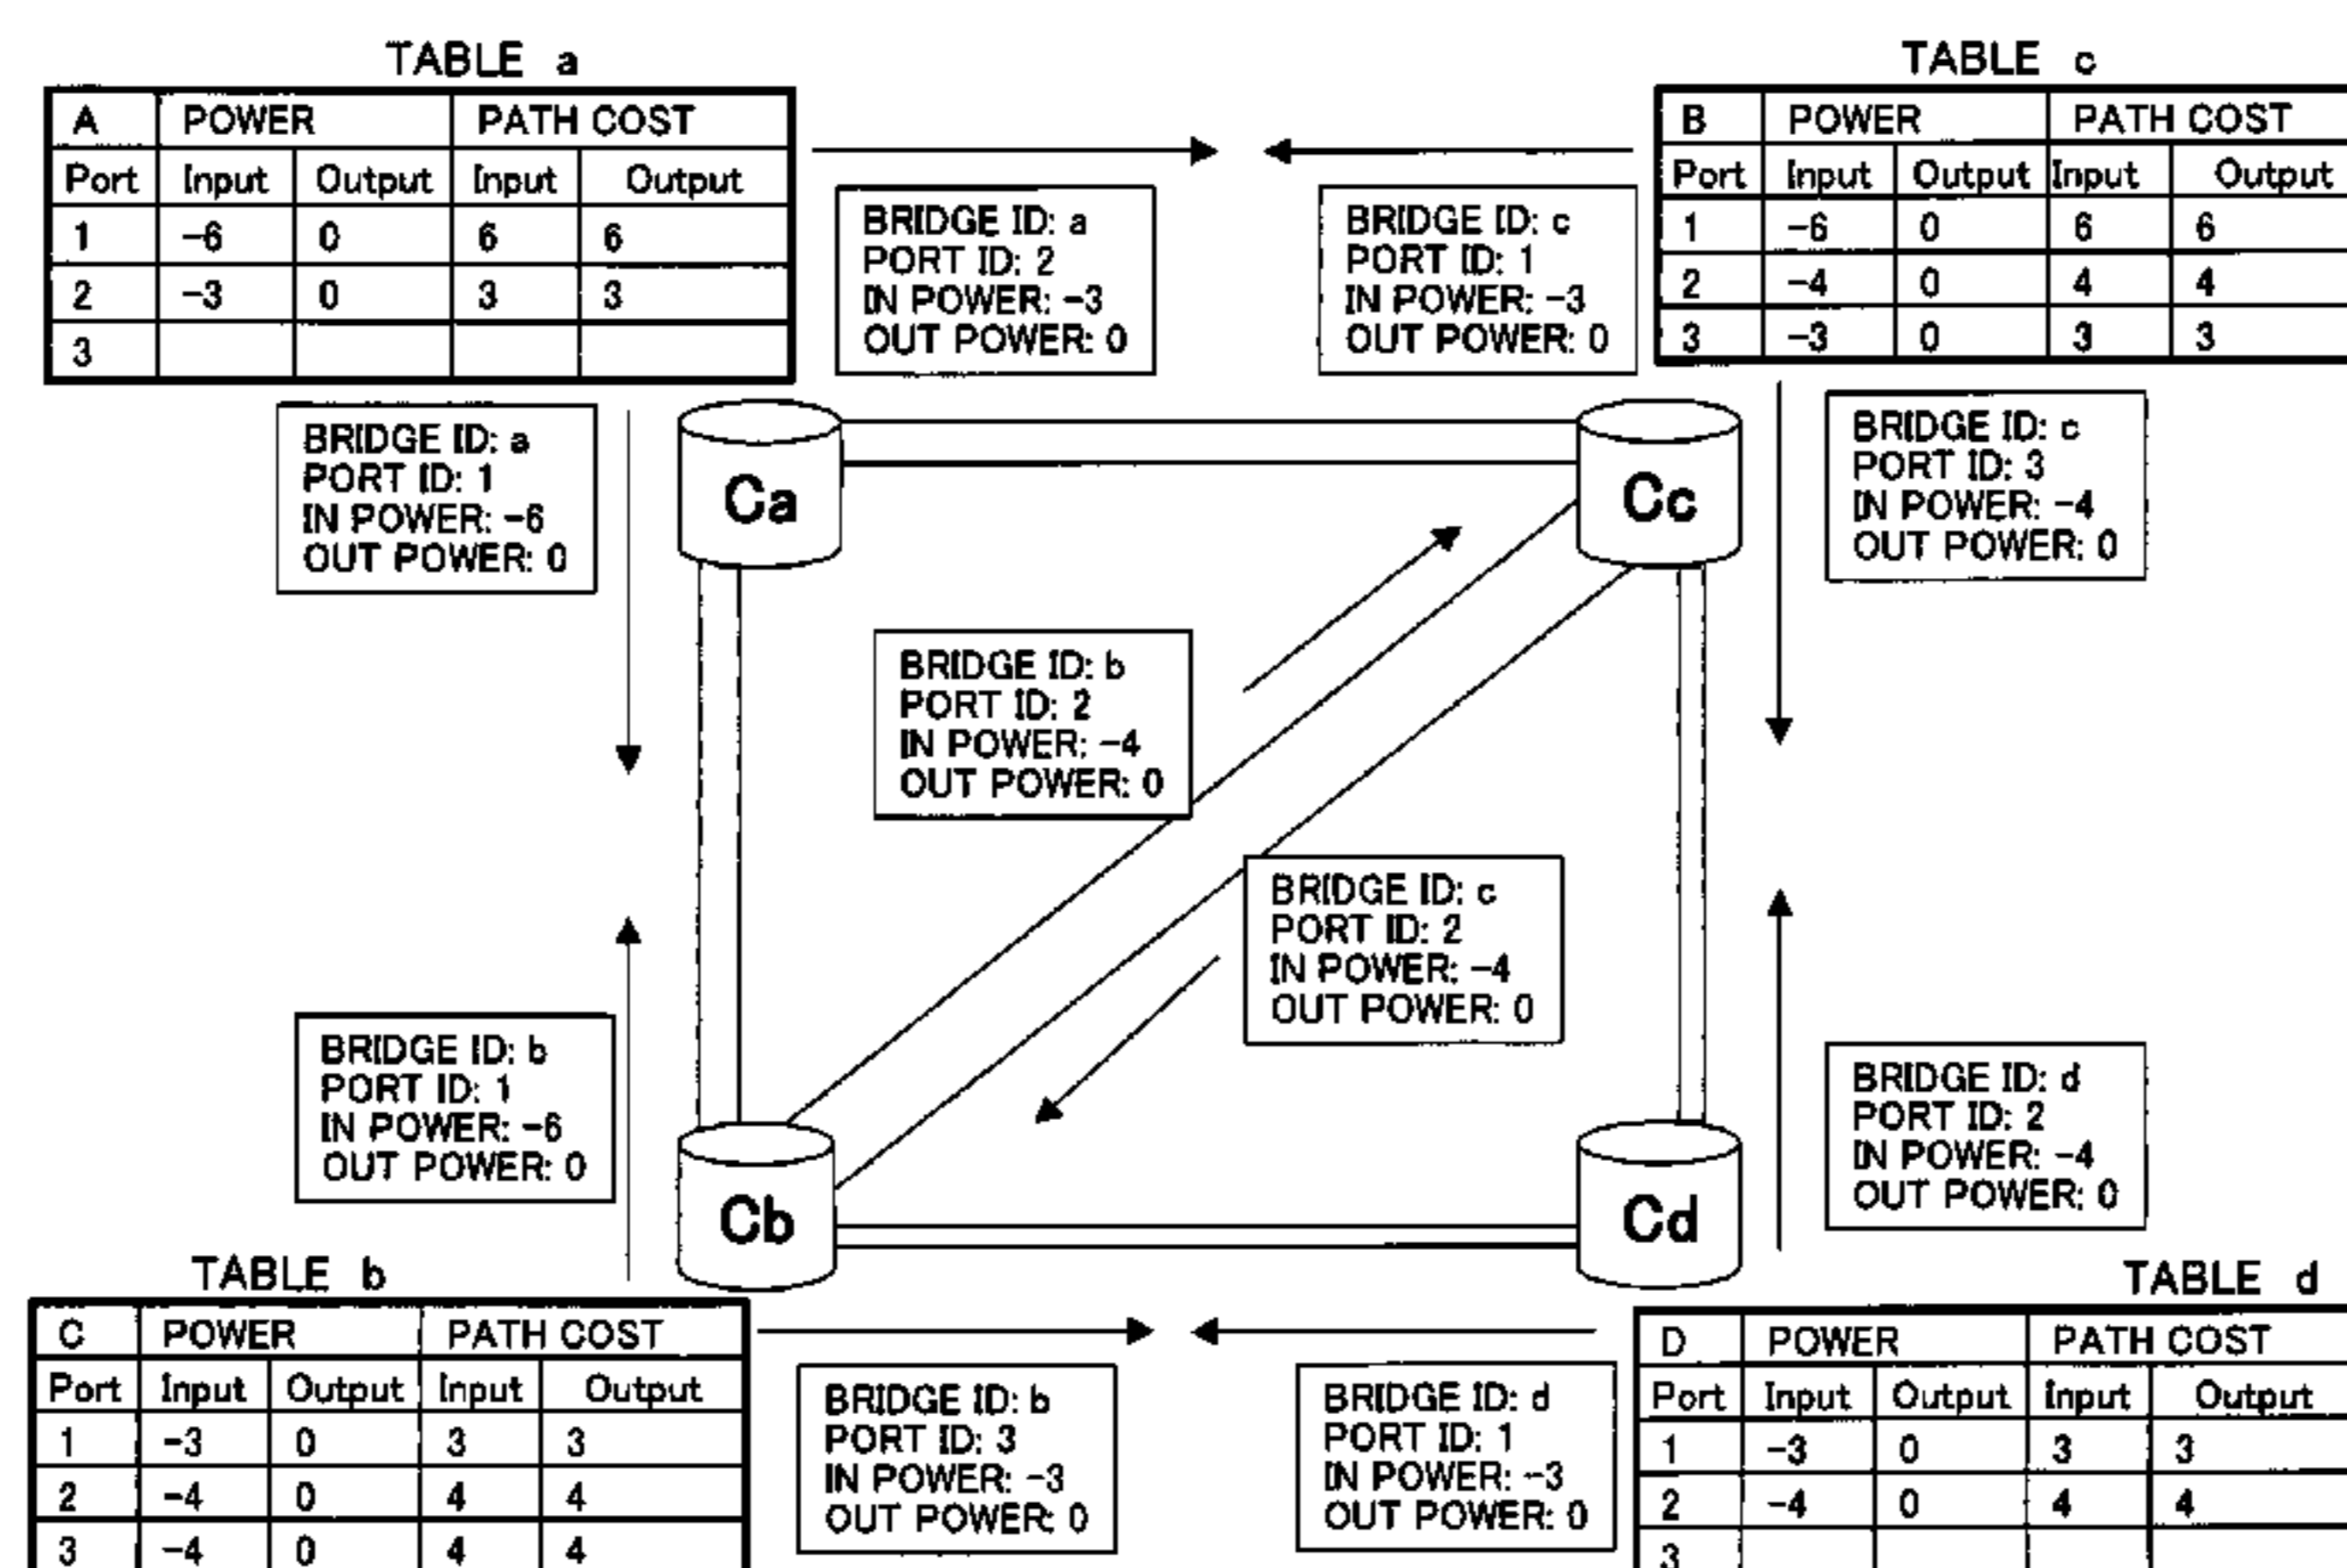 TABLE a
A POWER PATH COST
Port Input Output Input Output
1 -6 0 6 6
2 -3 0 3 3
3
TABLE c
B POWER PATH COST
Port Input Output Input Output
1 -6 0 6 6
2 -4 0 4 4
3 -3 0 3 3
BRIDGE ID: a
PORT ID: 2
IN POWER: -3
OUT POWER: 0
BRIDGE ID: c
PORT ID: 1
IN POWER: -3
OUT POWER: 0
BRIDGE ID: a
PORT ID: 1
IN POWER: -6
OUT POWER: 0
Ca
Cc
BRIDGE ID: c
PORT ID: 3
IN POWER: -4
OUT POWER: 0
BRIDGE ID: b
PORT ID: 2
IN POWER: -4
OUT POWER: 0
BRIDGE ID: c
PORT ID: 2
IN POWER: -4
OUT POWER: 0
BRIDGE ID: b
PORT ID: 1
IN POWER: -6
OUT POWER: 0
BRIDGE ID: d
PORT ID: 2
IN POWER: -4
OUT POWER: 0
Cb
Cd
TABLE b
C POWER PATH COST
Port Input Output Input Output
1 -3 0 3 3
2 -4 0 4 4
3 -4 0 4 4
BRIDGE ID: b
PORT ID: 3
IN POWER: -3
OUT POWER: 0
BRIDGE ID: d
PORT ID: 1
IN POWER: -3
OUT POWER: 0
TABLE d
D POWER PATH COST
Port Input Output Input Output
1 -3 0 3 3
2 -4 0 4 4
3